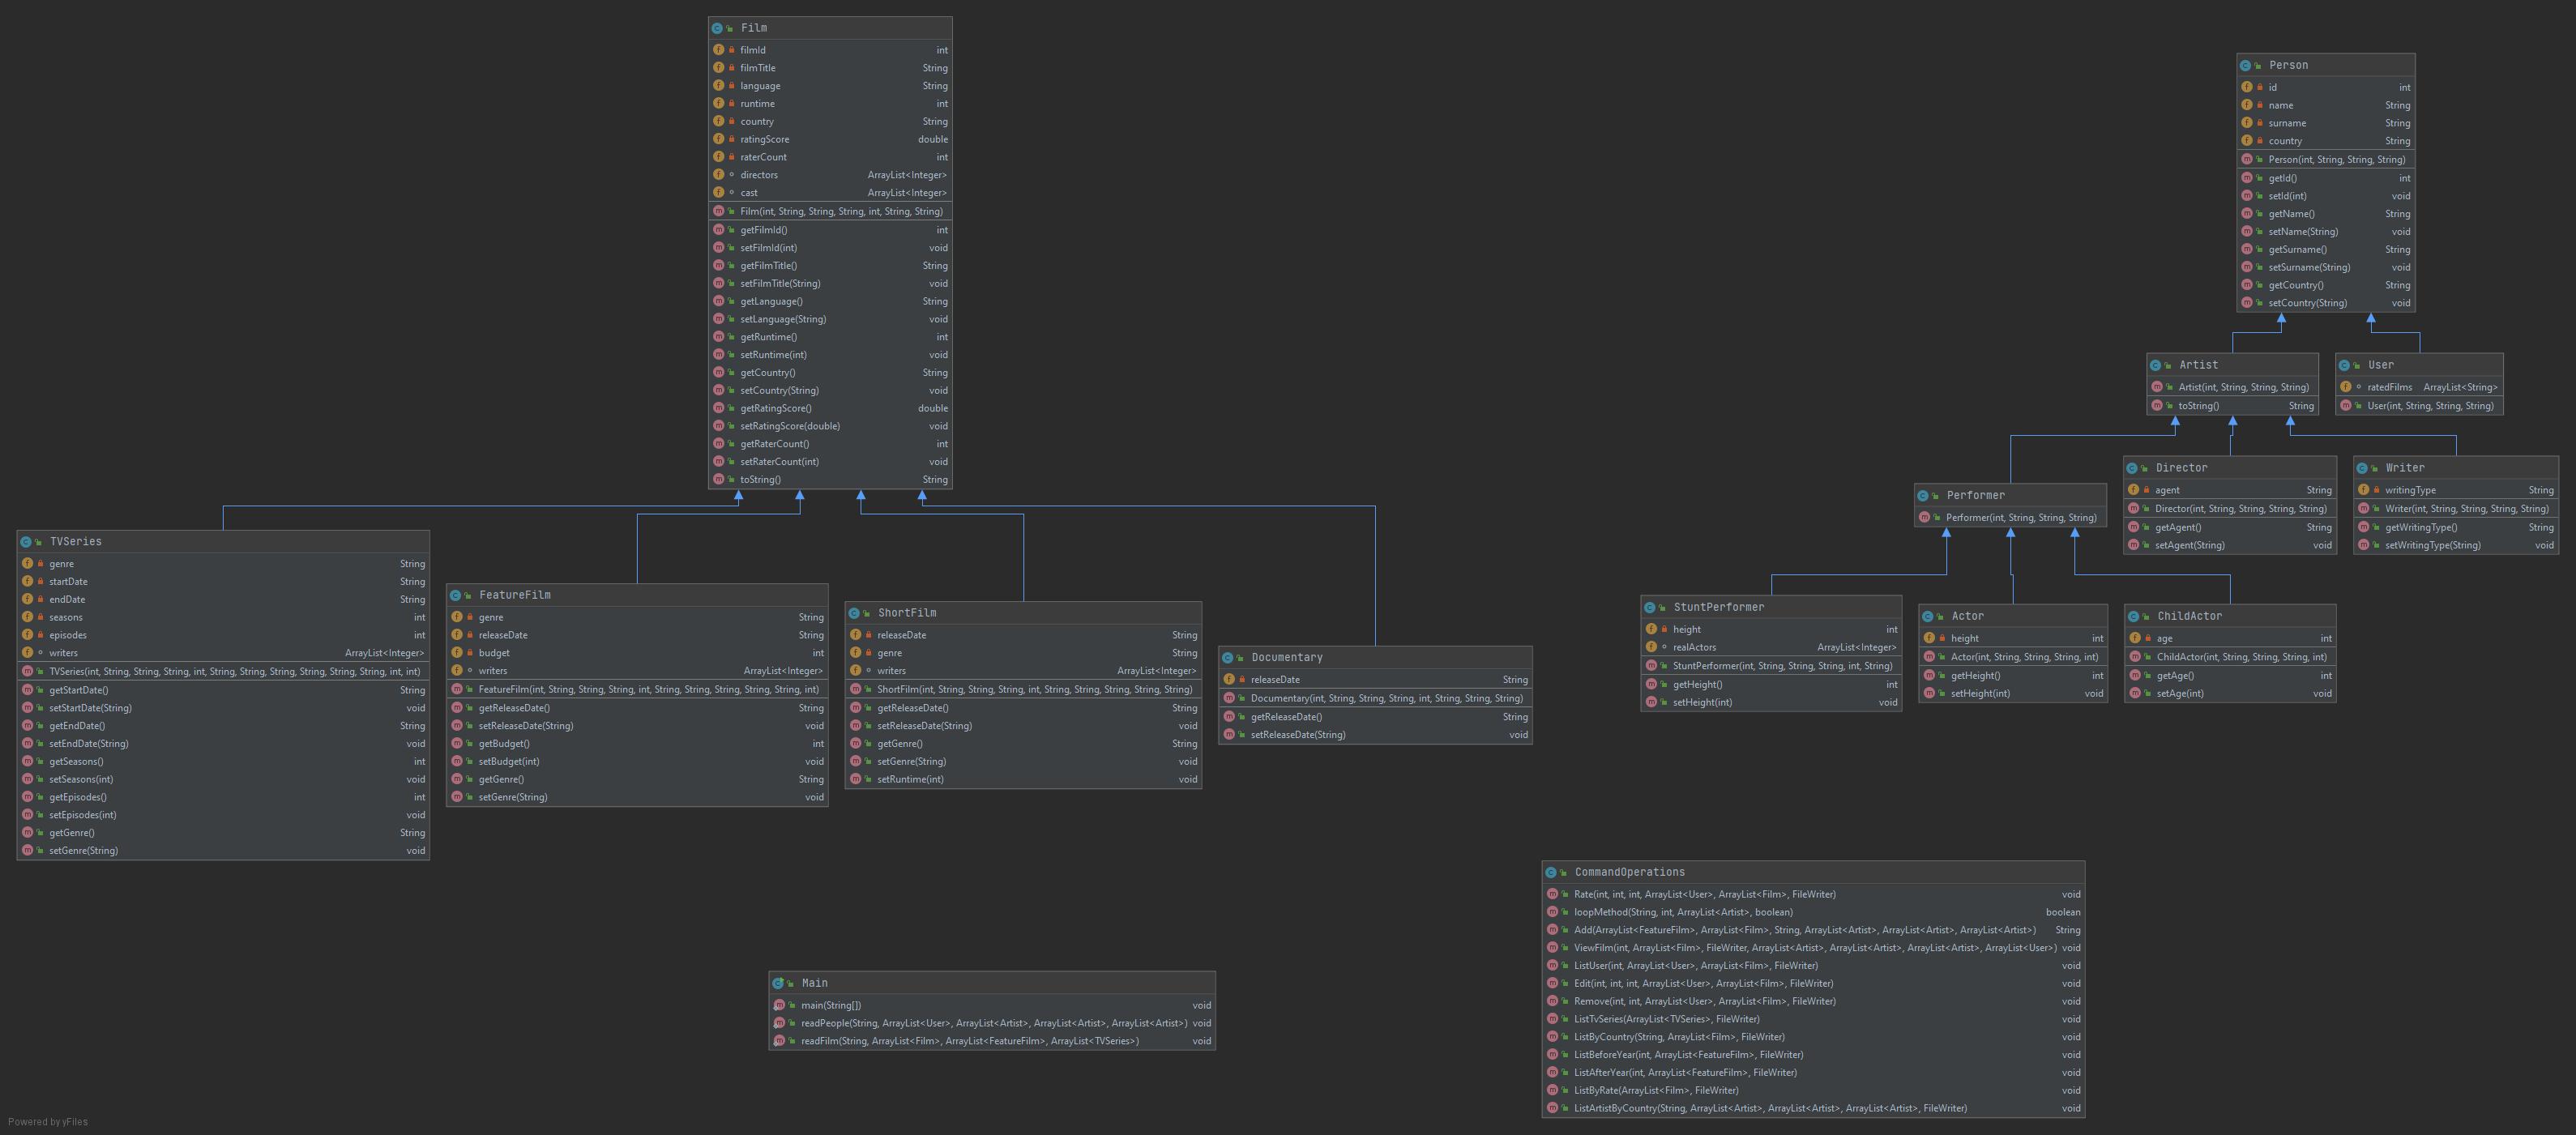 Film
filmId int
filmTitle String
language String
runtime int
country String
ratingScore double
raterCount int
directors ArrayList<Integer>
cast ArrayList<Integer>
Film(int, String, String, String, int, String, String)
getFilmId() int
setFilmId(int) void
getFilmTitle() String
setFilmTitle(String) void
getLanguage() String
setLanguage(String) void
getRuntime() int
setRuntime(int) void
getCountry() String
setCountry(String) void
getRatingScore() double
setRatingScore(double) void
getRaterCount() int
setRaterCount(int) void
toString() String
Person
id int
name String
surname String
country String
Person(int, String, String, String)
getId() int
setId(int) void
getName() String
setName(String) void
getSurname() String
setSurname(String) void
getCountry() String
setCountry(String) void
Artist
Artist(int, String, String, String)
toString() String
User
ratedFilms ArrayList<String>
User(int, String, String, String)
Performer
Performer(int, String, String, String)
Director
agent String
Director(int, String, String, String, String)
getAgent() String
setAgent(String) void
Writer
writingType String
Writer(int, String, String, String, String)
getWritingType() String
setWritingType(String) void
TVSeries
genre String
startDate String
endDate String
seasons int
episodes int
writers ArrayList<Integer>
TVSeries(int, String, String, String, int, String, String, String, String, String, String, int, int)
getStartDate() String
setStartDate(String) void
getEndDate() String
setEndDate(String) void
getSeasons() int
setSeasons(int) void
getEpisodes() int
setEpisodes(int) void
getGenre() String
setGenre(String) void
FeatureFilm
genre String
releaseDate String
budget int
writers ArrayList<Integer>
FeatureFilm(int, String, String, String, int, String, String, String, String, String, int)
getReleaseDate() String
setReleaseDate(String) void
getBudget() int
setBudget(int) void
getGenre() String
setGenre(String) void
ShortFilm
releaseDate String
genre String
writers ArrayList<Integer>
ShortFilm(int, String, String, String, int, String, String, String, String, String)
getReleaseDate() String
setReleaseDate(String) void
getGenre() String
setGenre(String) void
setRuntime(int) void
Documentary
releaseDate String
Documentary(int, String, String, String, int, String, String, String)
getReleaseDate() String
setReleaseDate(String) void
StuntPerformer
height int
realActors ArrayList<Integer>
StuntPerformer(int, String, String, String, int, String)
getHeight() int
setHeight(int) void
Actor
height int
Actor(int, String, String, String, int)
getHeight() int
setHeight(int) void
ChildActor
age int
ChildActor(int, String, String, String, int)
getAge() int
setAge(int) void
CommandOperations
Rate(int, int, int, ArrayList<User>, ArrayList<Film>, FileWriter) void
loopMethod(String, int, ArrayList<Artist>, boolean) boolean
Add(ArrayList<FeatureFilm>, ArrayList<Film>, String, ArrayList<Artist>, ArrayList<Artist>, ArrayList<Artist>) String
ViewFilm(int, ArrayList<Film>, FileWriter, ArrayList<Artist>, ArrayList<Artist>, ArrayList<Artist>, ArrayList<User>) void
ListUser(int, ArrayList<User>, ArrayList<Film>, FileWriter) void
Edit(int, int, int, ArrayList<User>, ArrayList<Film>, FileWriter) void
Remove(int, int, ArrayList<User>, ArrayList<Film>, FileWriter) void
ListTvSeries(ArrayList<TVSeries>, FileWriter) void
ListByCountry(String, ArrayList<Film>, FileWriter) void
ListBeforeYear(int, ArrayList<FeatureFilm>, FileWriter) void
ListAfterYear(int, ArrayList<FeatureFilm>, FileWriter) void
ListByRate(ArrayList<Film>, FileWriter) void
ListArtistByCountry(String, ArrayList<Artist>, ArrayList<Artist>, ArrayList<Artist>, FileWriter) void
Main
main(String[]) void
readPeople(String, ArrayList<User>, ArrayList<Artist>, ArrayList<Artist>, ArrayList<Artist>) void
readFilm(String, ArrayList<Film>, ArrayList<FeatureFilm>, ArrayList<TVSeries>) void
Powered by yFiles